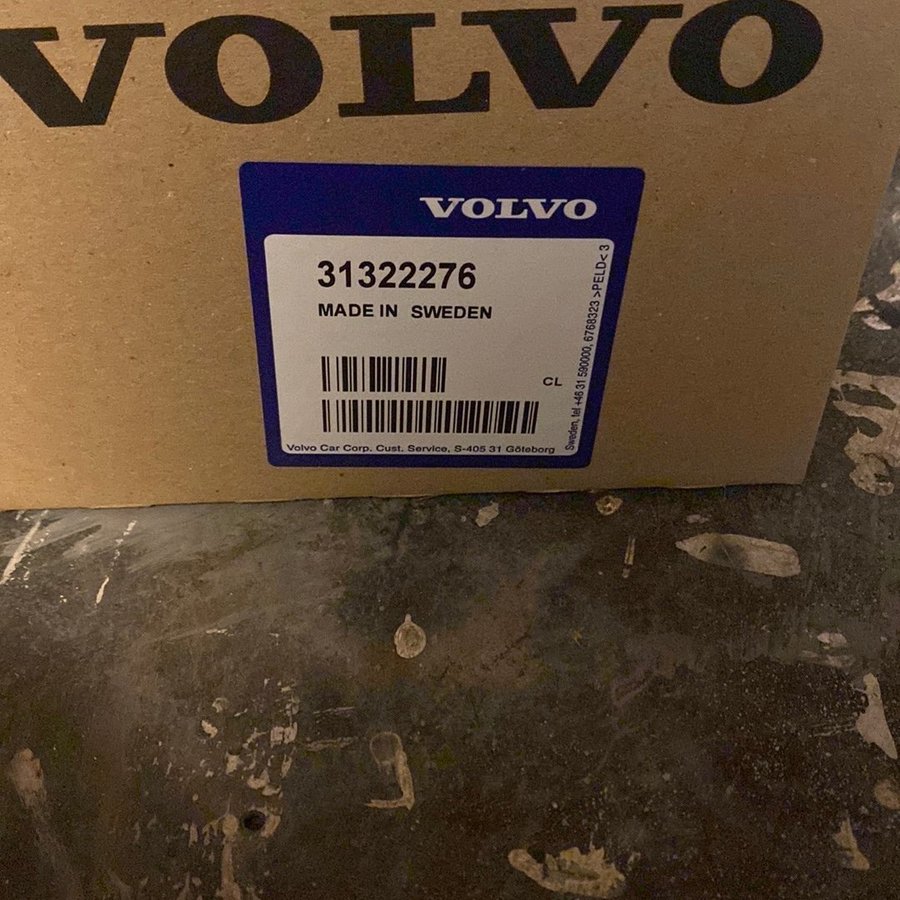 VOLVO
VOLVO
31322276
MADE IN SWEDEN
CL
Volvo Car Corp. Cust. Service, S-405 31 Göteborg
Sweden, tel +46 31 590000, 6768323 >PELD< 3